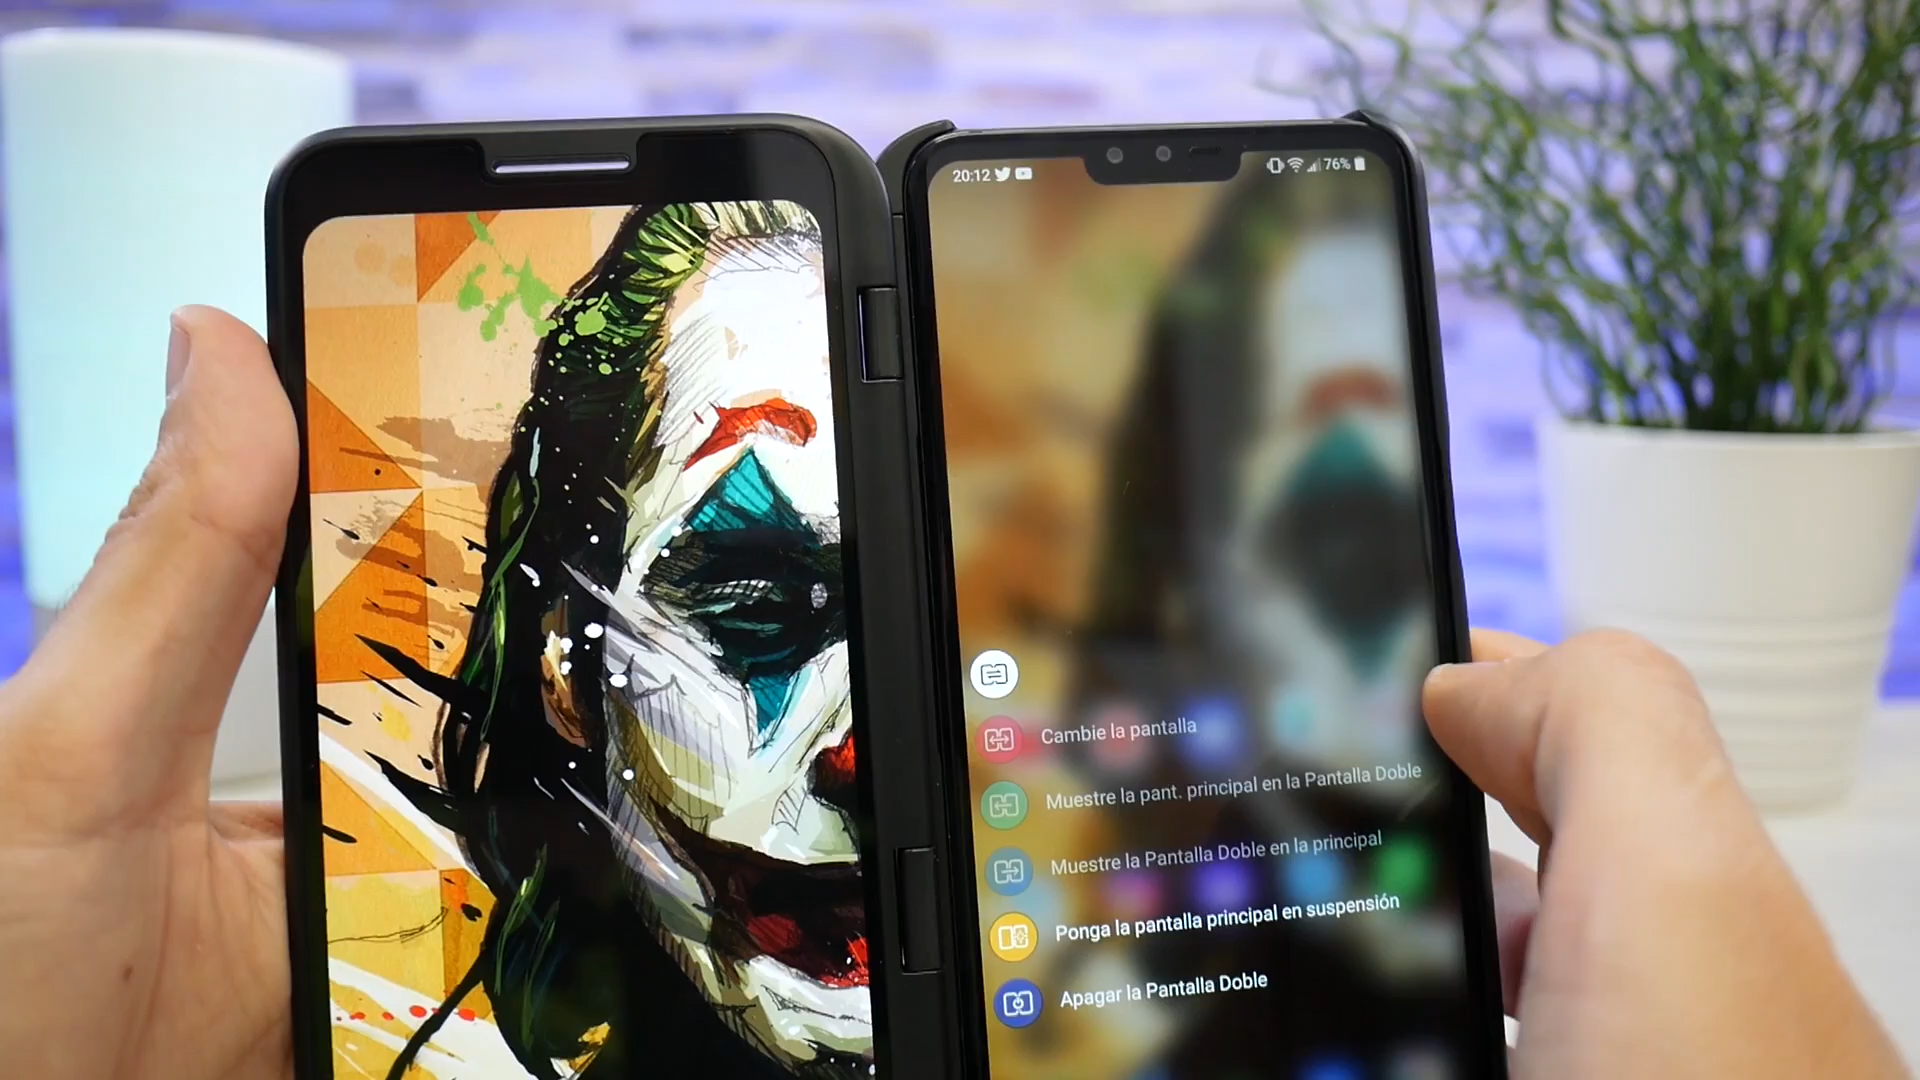 20:12 76%
Cambie la pantalla
Muestre la pant. principal en la Pantalla Doble
Muestre la Pantalla Doble en la principal
Ponga la pantalla principal en suspensión
Apagar la Pantalla Doble